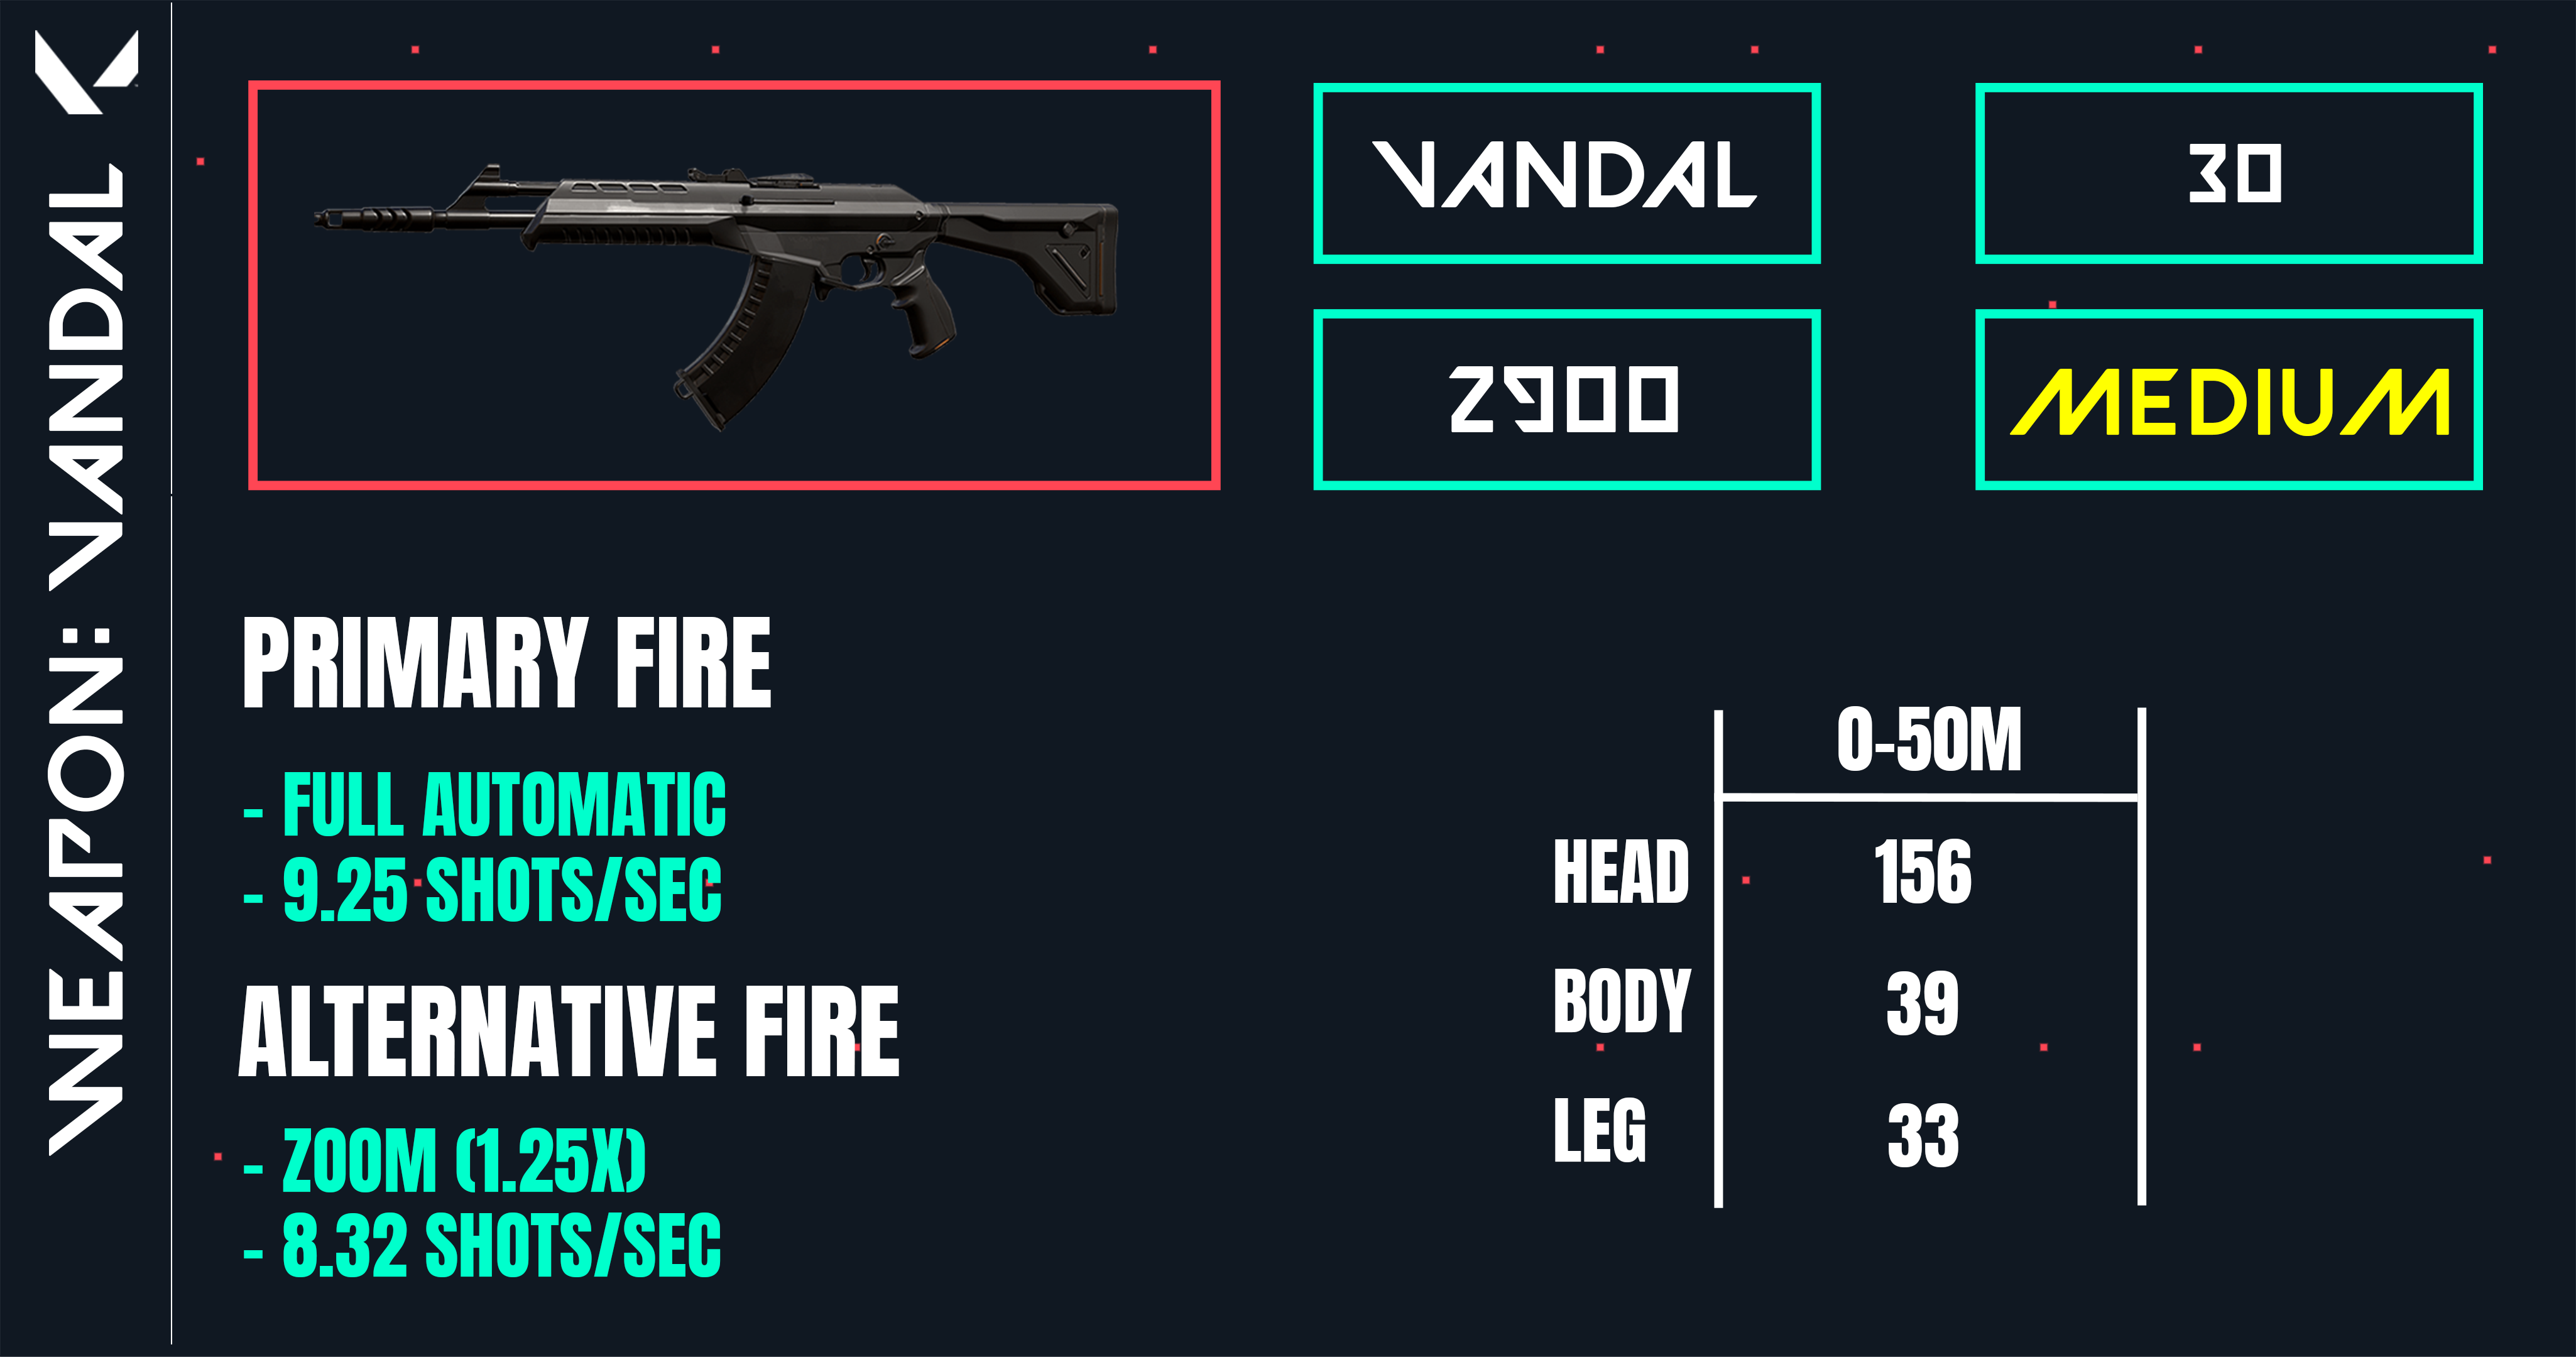 WEAPON: VANDAL
VANDAL
30
2900
MEDIUM
PRIMARY FIRE
- FULL AUTOMATIC
- 9.25 SHOTS/SEC
ALTERNATIVE FIRE
- ZOOM (1.25X)
- 8.32 SHOTS/SEC
0-50M
HEAD 156
BODY 39
LEG 33